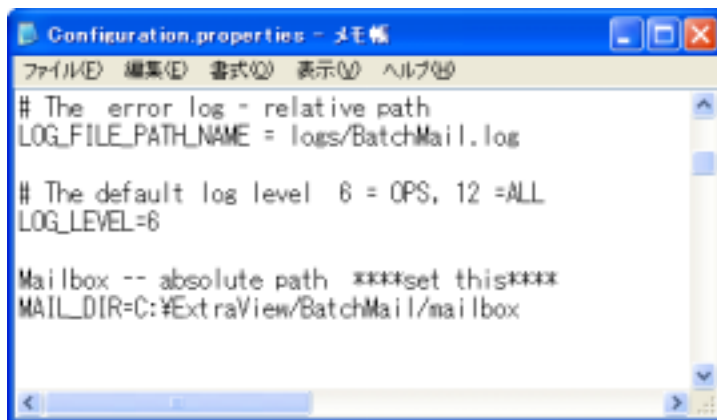 Configuration.properties - メモ帳
ファイル(F) 編集(E) 書式(O) 表示(V) ヘルプ(H)
# The  error log - relative path
LOG_FILE_PATH_NAME = logs/BatchMail.log
# The default log level  6 = OPS, 12 =ALL
LOG_LEVEL=6
Mailbox -- absolute path  ****set this****
MAIL_DIR=C:¥ExtraView/BatchMail/mailbox